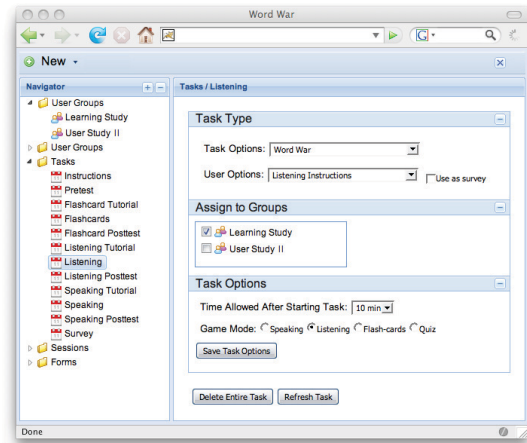 Word War
New
Navigator
Tasks / Listening
User Groups
Learning Study
User Study II
User Groups
Tasks
Instructions
Pretest
Flashcard Tutorial
Flashcards
Flashcard Posttest
Listening Tutorial
Listening
Listening Posttest
Speaking Tutorial
Speaking
Speaking Posttest
Survey
Sessions
Forms
Task Type
Task Options: Word War
User Options: Listening Instructions Use as survey
Assign to Groups
Learning Study
User Study II
Task Options
Time Allowed After Starting Task: 10 min
Game Mode: Speaking Listening Flash-cards Quiz
Save Task Options
Delete Entire Task Refresh Task
Done